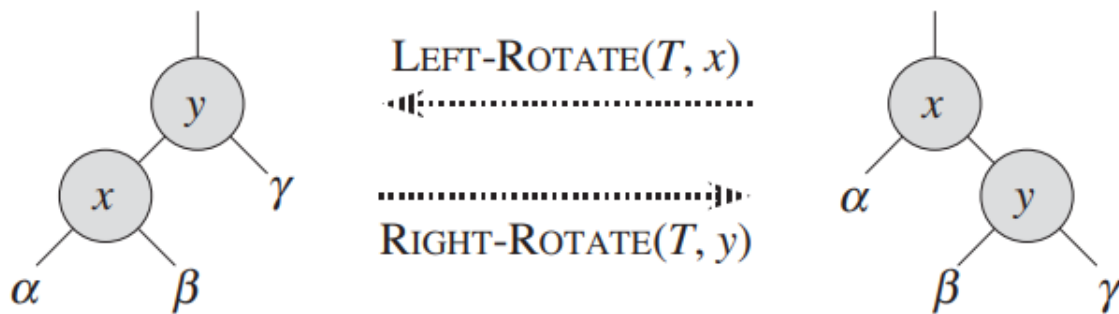 LEFT-ROTATE(T, x)
y
x
x
γ
α
y
RIGHT-ROTATE(T, y)
α
β
β
γ